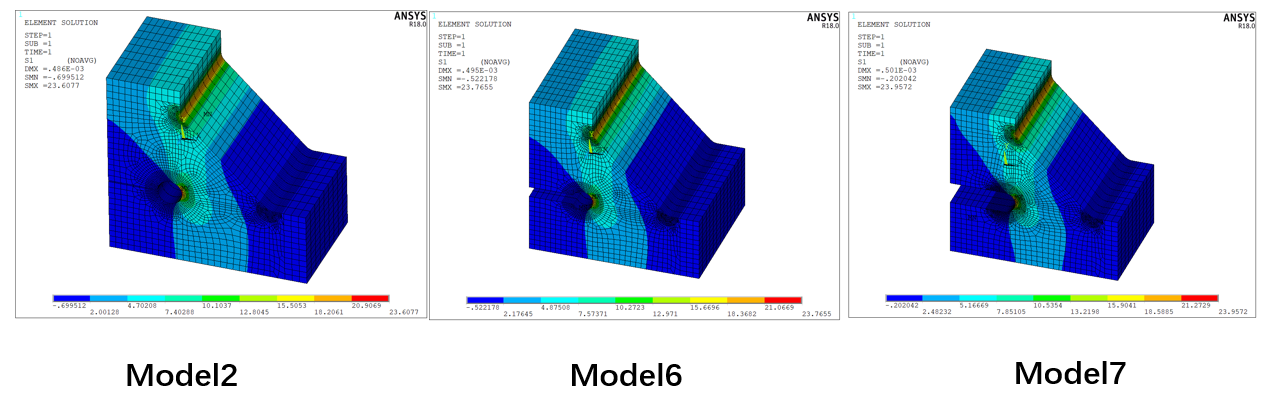 1
ELEMENT SOLUTION
STEP=1
SUB =1
TIME=1
S1 (NOAVG)
DMX =.486E-03
SMN =-.699512
SMX =23.6077
ANSYS
R18.0
MN
X
-.699512 4.70208 10.1037 15.5053 20.9069
2.00128 7.40288 12.8045 18.2061 23.6077
Model2
1
ELEMENT SOLUTION
STEP=1
SUB =1
TIME=1
S1 (NOAVG)
DMX =.495E-03
SMN =-.522178
SMX =23.7655
ANSYS
R18.0
-.522178 4.87508 10.2723 15.6696 21.0669
2.17645 7.57371 12.971 18.3682 23.7655
Model6
1
ELEMENT SOLUTION
STEP=1
SUB =1
TIME=1
S1 (NOAVG)
DMX =.501E-03
SMN =-.202042
SMX =23.9572
ANSYS
R18.0
-.202042 5.16669 10.5354 15.9041 21.2729
2.48232 7.85105 13.2198 18.5885 23.9572
Model7